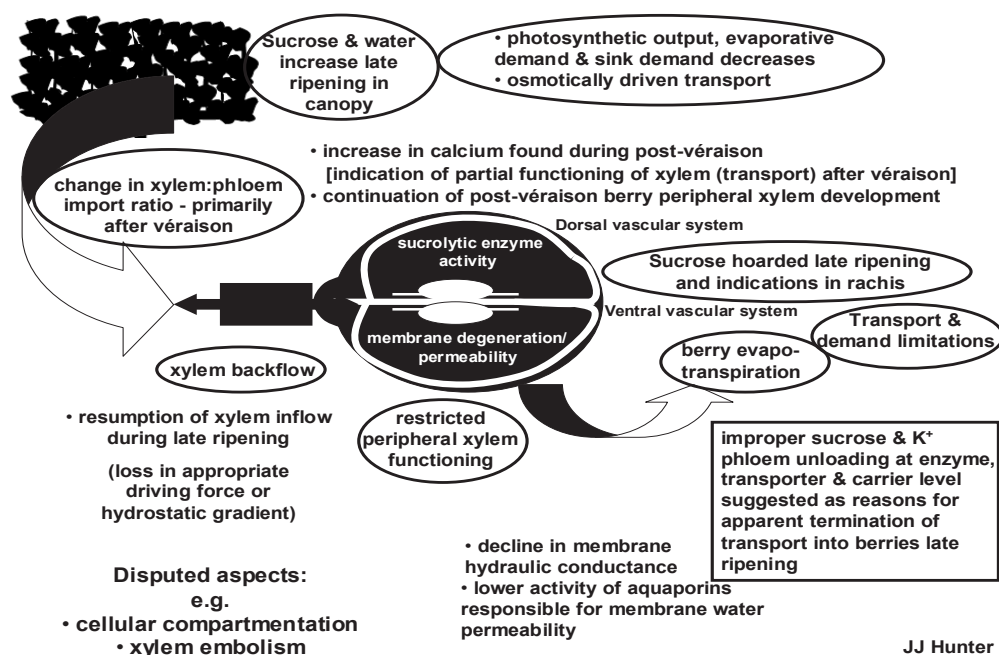 Sucrose & water
increase late
ripening in
canopy
• photosynthetic output, evaporative
demand & sink demand decreases
• osmotically driven transport
• increase in calcium found during post-véraison
[indication of partial functioning of xylem (transport) after véraison]
• continuation of post-véraison berry peripheral xylem development
change in xylem:phloem
import ratio - primarily
after véraison
Dorsal vascular system
sucrolytic enzyme
activity
Sucrose hoarded late ripening
and indications in rachis
Ventral vascular system
membrane degeneration/
permeability
Transport &
demand limitations
berry evapo-
transpiration
xylem backflow
• resumption of xylem inflow
during late ripening
(loss in appropriate
driving force or
hydrostatic gradient)
restricted
peripheral xylem
functioning
improper sucrose & K⁺
phloem unloading at enzyme,
transporter & carrier level
suggested as reasons for
apparent termination of
transport into berries late
ripening
• decline in membrane
hydraulic conductance
• lower activity of aquaporins
responsible for membrane water
permeability
Disputed aspects:
e.g.
• cellular compartmentation
• xylem embolism
JJ Hunter